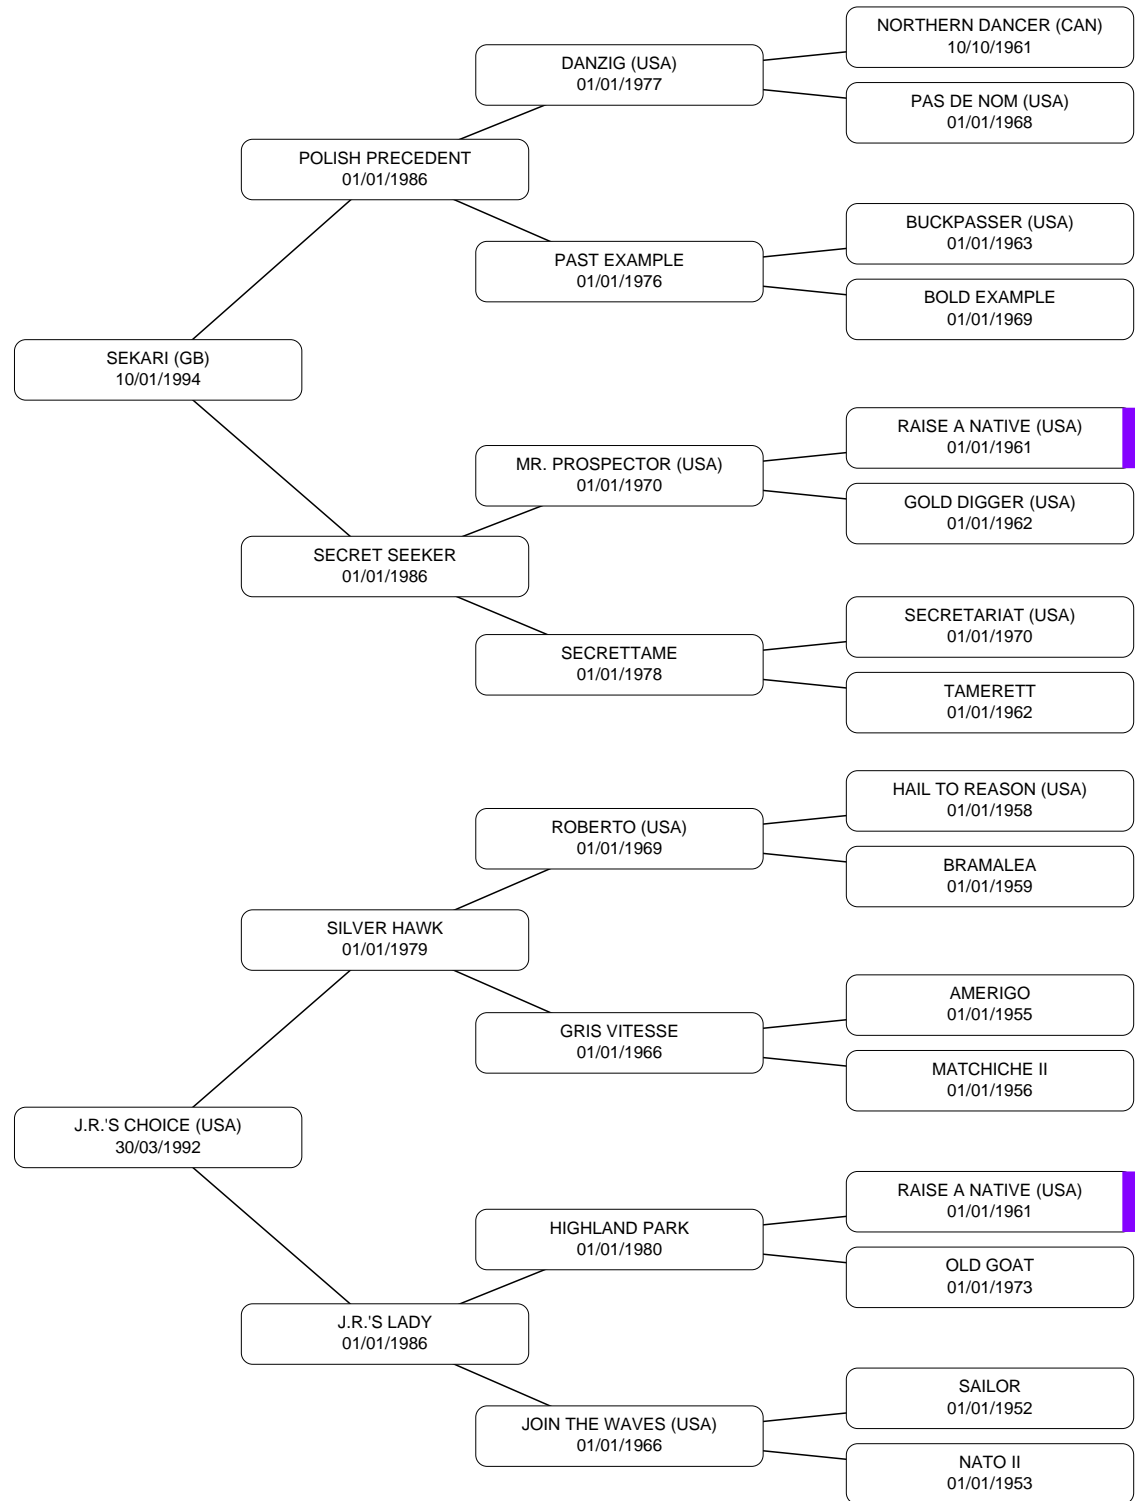 NORTHERN DANCER (CAN)
10/10/1961
DANZIG (USA)
01/01/1977
PAS DE NOM (USA)
01/01/1968
POLISH PRECEDENT
01/01/1986
BUCKPASSER (USA)
01/01/1963
PAST EXAMPLE
01/01/1976
BOLD EXAMPLE
01/01/1969
SEKARI (GB)
10/01/1994
RAISE A NATIVE (USA)
01/01/1961
MR. PROSPECTOR (USA)
01/01/1970
GOLD DIGGER (USA)
01/01/1962
SECRET SEEKER
01/01/1986
SECRETARIAT (USA)
01/01/1970
SECRETTAME
01/01/1978
TAMERETT
01/01/1962
HAIL TO REASON (USA)
01/01/1958
ROBERTO (USA)
01/01/1969
BRAMALEA
01/01/1959
SILVER HAWK
01/01/1979
AMERIGO
01/01/1955
GRIS VITESSE
01/01/1966
MATCHICHE II
01/01/1956
J.R.'S CHOICE (USA)
30/03/1992
RAISE A NATIVE (USA)
01/01/1961
HIGHLAND PARK
01/01/1980
OLD GOAT
01/01/1973
J.R.'S LADY
01/01/1986
SAILOR
01/01/1952
JOIN THE WAVES (USA)
01/01/1966
NATO II
01/01/1953